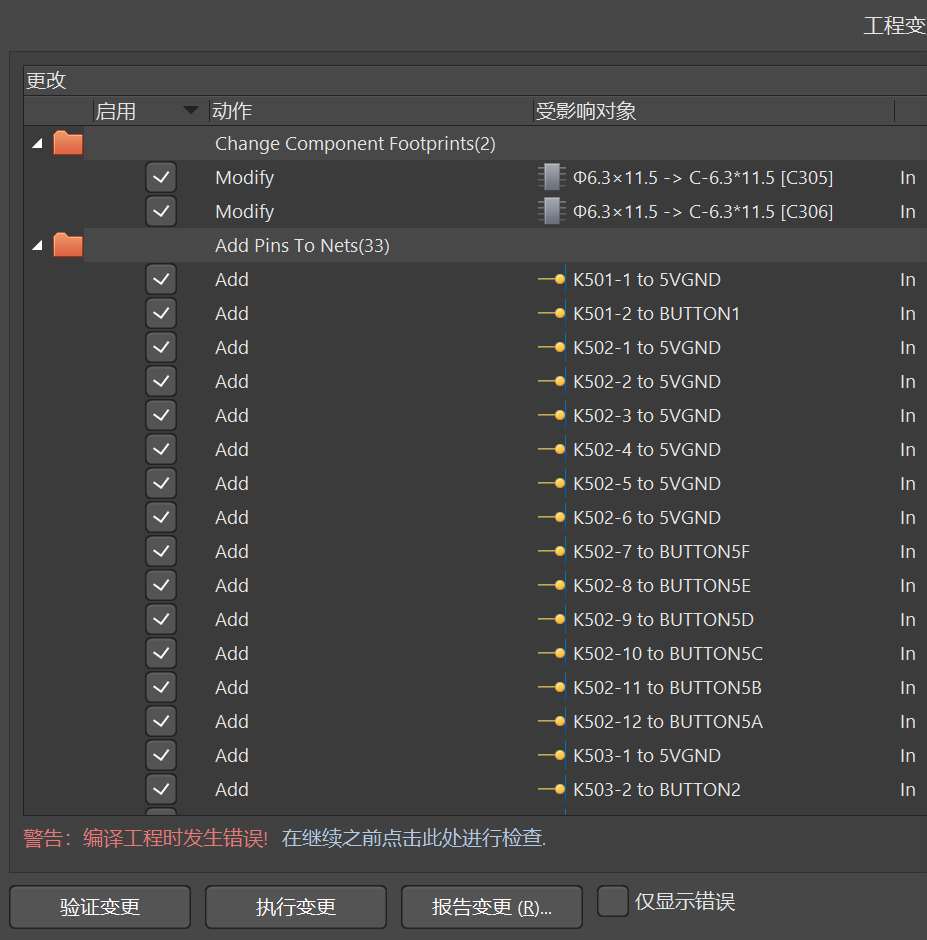 工程变
更改
启用 动作 受影响对象
Change Component Footprints(2)
Modify Φ6.3×11.5 -> C-6.3*11.5 [C305] In
Modify Φ6.3×11.5 -> C-6.3*11.5 [C306] In
Add Pins To Nets(33)
Add K501-1 to 5VGND In
Add K501-2 to BUTTON1 In
Add K502-1 to 5VGND In
Add K502-2 to 5VGND In
Add K502-3 to 5VGND In
Add K502-4 to 5VGND In
Add K502-5 to 5VGND In
Add K502-6 to 5VGND In
Add K502-7 to BUTTON5F In
Add K502-8 to BUTTON5E In
Add K502-9 to BUTTON5D In
Add K502-10 to BUTTON5C In
Add K502-11 to BUTTON5B In
Add K502-12 to BUTTON5A In
Add K503-1 to 5VGND In
Add K503-2 to BUTTON2 In
警告：编译工程时发生错误! 在继续之前点击此处进行检查.
验证变更 执行变更 报告变更 (R)... 仅显示错误